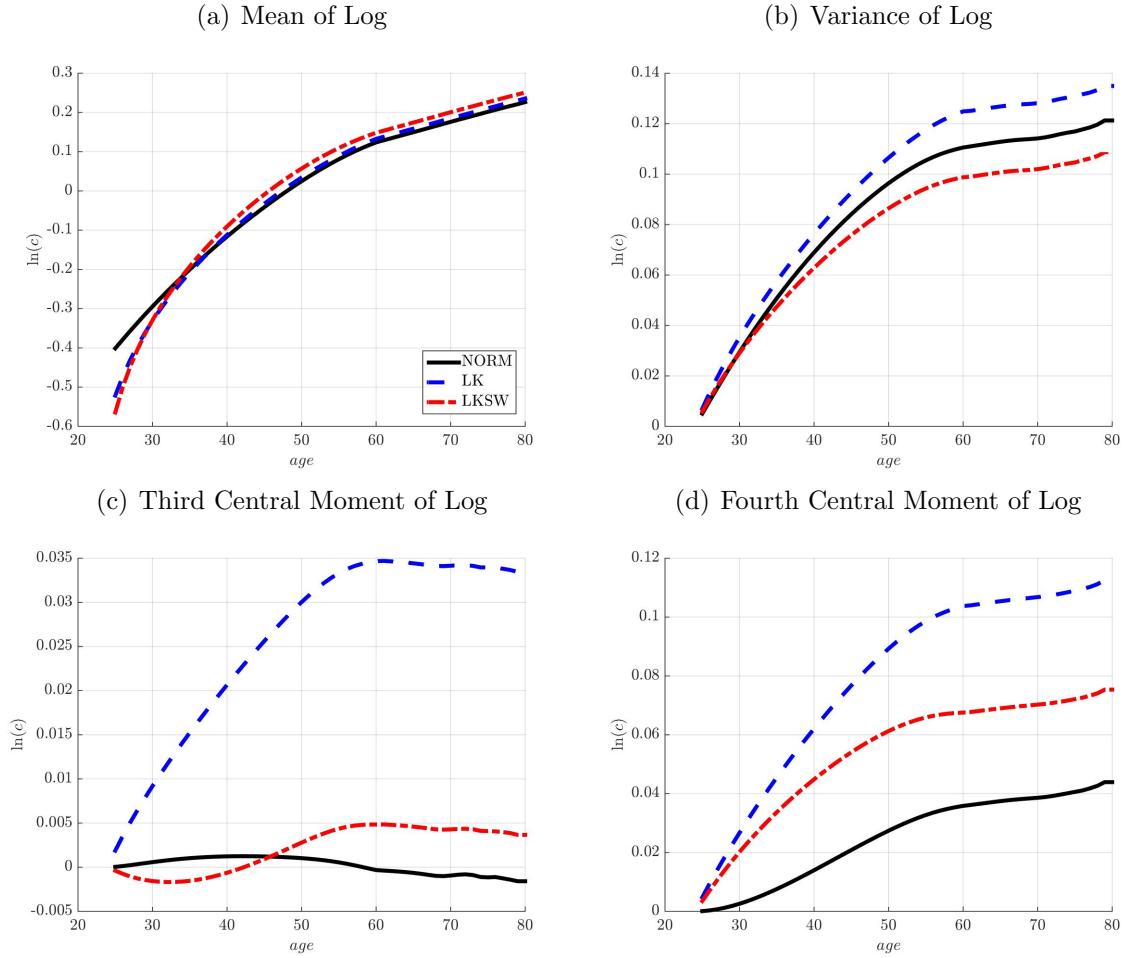 (a) Mean of Log
0.3
0.2
0.1
0
-0.1
-0.2
-0.3
-0.4
-0.5
-0.6
ln(c)
20 30 40 50 60 70 80
age
NORM
LK
LKSW
(b) Variance of Log
0.14
0.12
0.1
0.08
0.06
0.04
0.02
0
ln(c)
20 30 40 50 60 70 80
age
(c) Third Central Moment of Log
0.035
0.03
0.025
0.02
0.015
0.01
0.005
0
-0.005
ln(c)
20 30 40 50 60 70 80
age
(d) Fourth Central Moment of Log
0.12
0.1
0.08
0.06
0.04
0.02
0
ln(c)
20 30 40 50 60 70 80
age